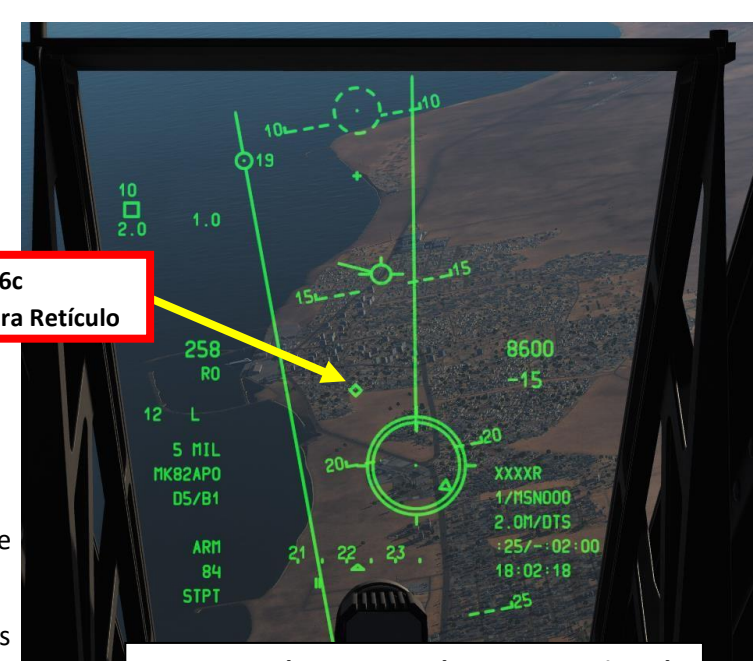 10 10
19
10
2.0
1.0
15 15
6c
ra Retículo
258
8600
RO
-15
12 L
5 MIL
20
20
MK82APO
XXXXR
D5/B1
1/MSN000
2.0M/DTS
ARM
21 22 23
:25/-:02:00
84
18:02:18
STPT
25
e
s